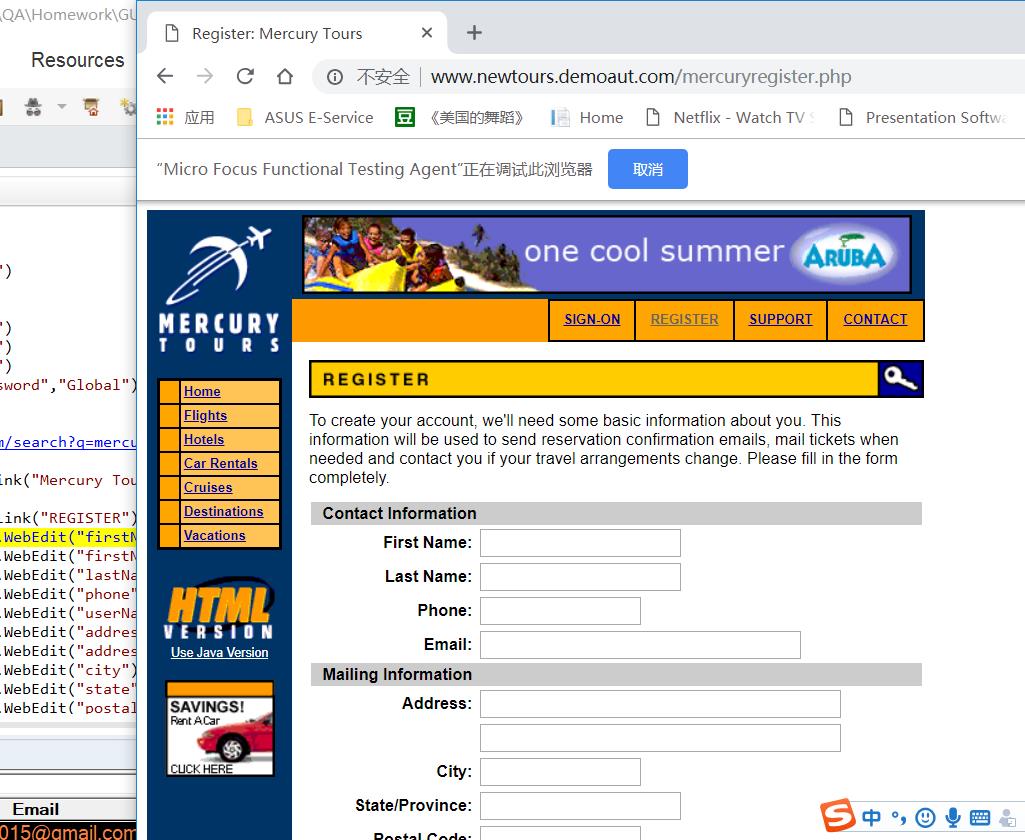 \QA\Homework\GU
Resources
")
")
")
")
sword","Global")
m/search?q=mercu
ink("Mercury Tou
Link("REGISTER")
.WebEdit("firstN
.WebEdit("firstN
.WebEdit("lastNa
.WebEdit("phone"
.WebEdit("userNa
.WebEdit("addres
.WebEdit("addres
.WebEdit("city")
.WebEdit("state"
.WebEdit("postal
Email
015@gmail.com
Register: Mercury Tours
不安全 www.newtours.demoaut.com/mercuryregister.php
应用 ASUS E-Service 豆 《美国的舞蹈》 Home Netflix - Watch TV S Presentation Softwa
“Micro Focus Functional Testing Agent”正在调试此浏览器 取消
one cool summer ARUBA
MERCURY
TOURS
SIGN-ON REGISTER SUPPORT CONTACT
REGISTER
Home
Flights
Hotels
Car Rentals
Cruises
Destinations
Vacations
HTML
VERSION
Use Java Version
SAVINGS!
Rent A Car
CLICK HERE
To create your account, we'll need some basic information about you. This
information will be used to send reservation confirmation emails, mail tickets when
needed and contact you if your travel arrangements change. Please fill in the form
completely.
Contact Information
First Name:
Last Name:
Phone:
Email:
Mailing Information
Address:
City:
State/Province:
Postal Code:
S 中 °,